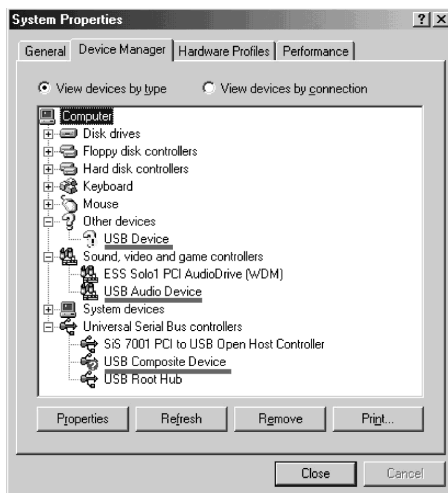 System Properties
? ×
General Device Manager Hardware Profiles Performance
View devices by type View devices by connection
Computer
Disk drives
Floppy disk controllers
Hard disk controllers
Keyboard
Mouse
Other devices
USB Device
Sound, video and game controllers
ESS Solo1 PCI AudioDrive (WDM)
USB Audio Device
System devices
Universal Serial Bus controllers
SiS 7001 PCI to USB Open Host Controller
USB Composite Device
USB Root Hub
Properties Refresh Remove Print...
Close Cancel